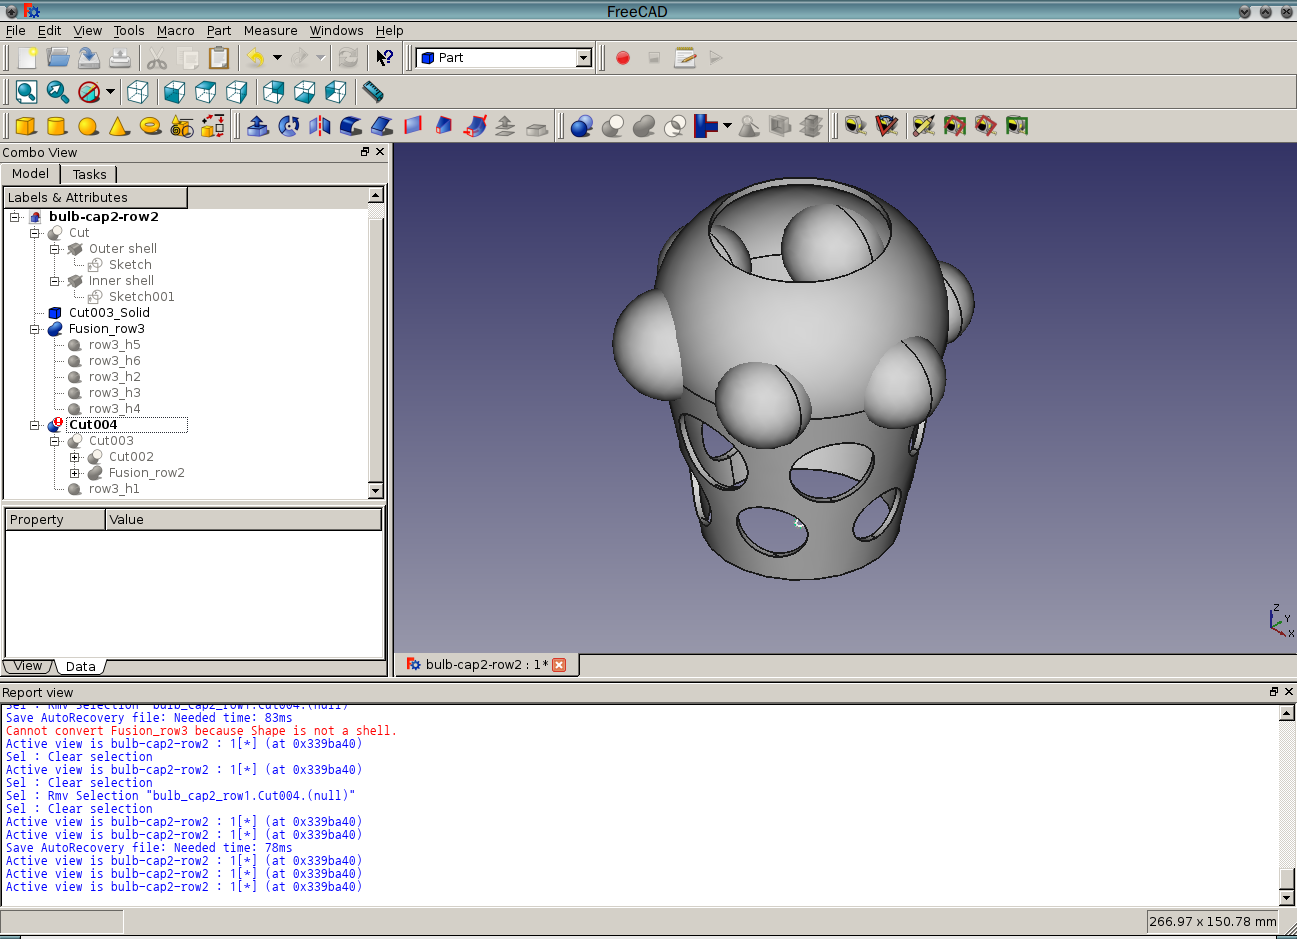 FreeCAD
File Edit View Tools Macro Part Measure Windows Help
Part
Combo View
Model Tasks
Labels & Attributes
bulb-cap2-row2
Cut
Outer shell
Sketch
Inner shell
Sketch001
Cut003_Solid
Fusion_row3
row3_h5
row3_h6
row3_h2
row3_h3
row3_h4
Cut004
Cut003
Cut002
Fusion_row2
row3_h1
Property Value
View Data
Z
Y
X
bulb-cap2-row2 : 1*
Report view
Sel : Rmv Selection "bulb_cap2_row1.Cut004.(null)"
Save AutoRecovery file: Needed time: 83ms
Cannot convert Fusion_row3 because Shape is not a shell.
Active view is bulb-cap2-row2 : 1[*] (at 0x339ba40)
Sel : Clear selection
Active view is bulb-cap2-row2 : 1[*] (at 0x339ba40)
Sel : Clear selection
Sel : Rmv Selection "bulb_cap2_row1.Cut004.(null)"
Sel : Clear selection
Active view is bulb-cap2-row2 : 1[*] (at 0x339ba40)
Active view is bulb-cap2-row2 : 1[*] (at 0x339ba40)
Save AutoRecovery file: Needed time: 78ms
Active view is bulb-cap2-row2 : 1[*] (at 0x339ba40)
Active view is bulb-cap2-row2 : 1[*] (at 0x339ba40)
Active view is bulb-cap2-row2 : 1[*] (at 0x339ba40)
266.97 x 150.78 mm